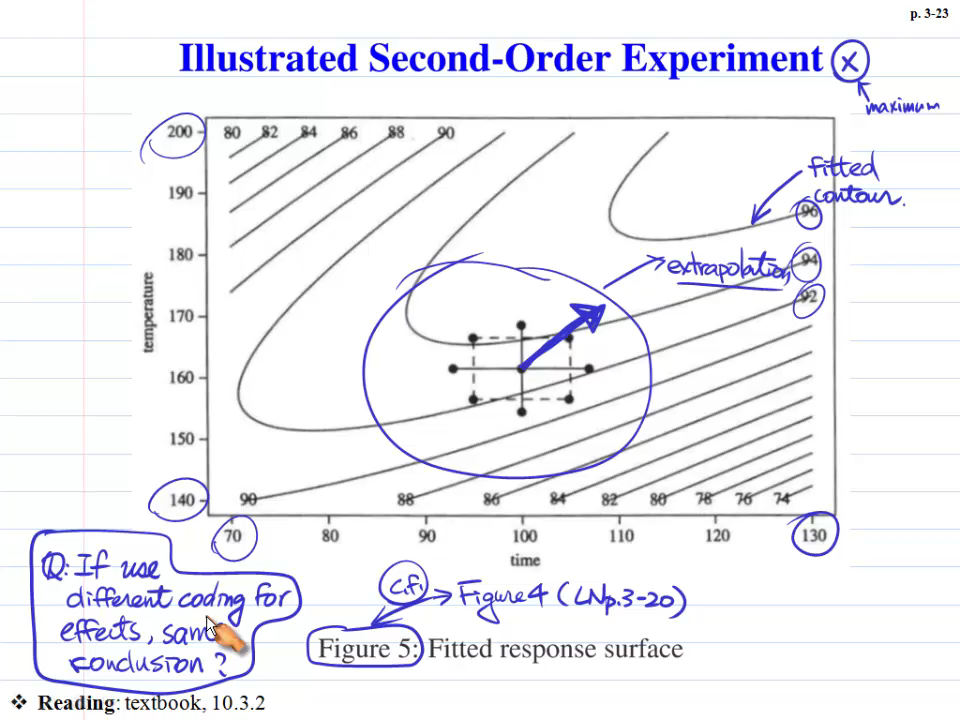 p. 3-23
Illustrated Second-Order Experiment X
maximum
200 80 82 84 86 88 90
fitted
contour.
190 96
180 94
extrapolation,
92
170
temperature
160
150
140 90 88 86 84 82 80 78 76 74
70 80 90 100 110 120 130
time
Q: If use
different coding for
effects, same
conclusion?
c.f. → Figure 4 (LNp.3-20)
Figure 5: Fitted response surface
❖ Reading: textbook, 10.3.2